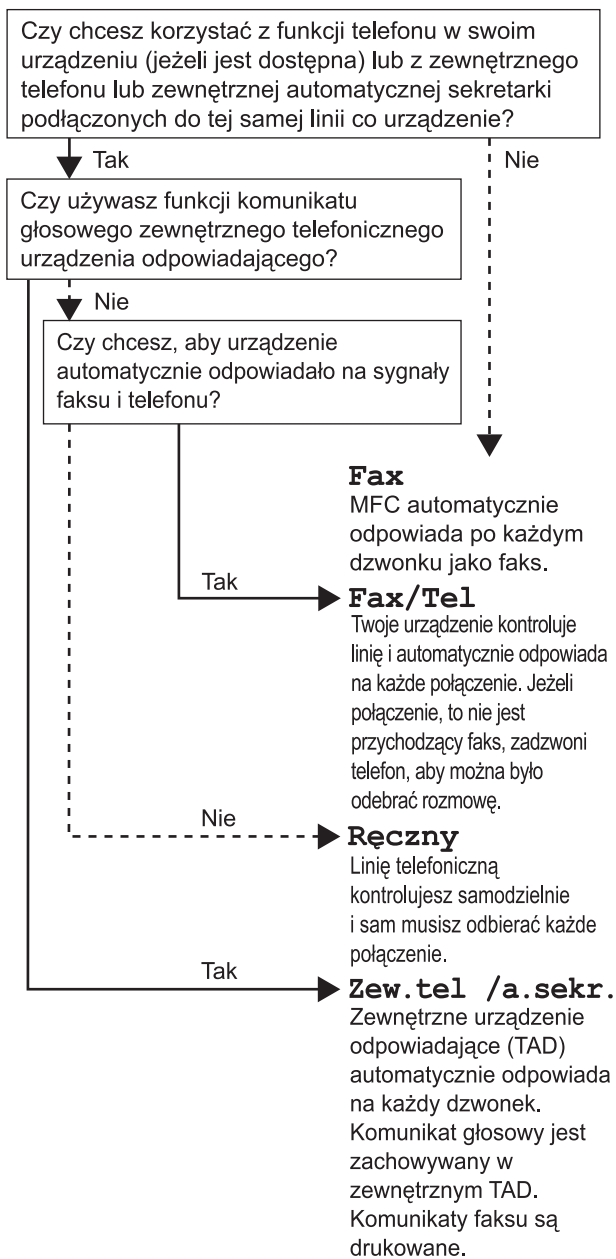 Czy chcesz korzystać z funkcji telefonu w swoim
urządzeniu (jeżeli jest dostępna) lub z zewnętrznego
telefonu lub zewnętrznej automatycznej sekretarki
podłączonych do tej samej linii co urządzenie?
Tak
Nie
Czy używasz funkcji komunikatu
głosowego zewnętrznego telefonicznego
urządzenia odpowiadającego?
Nie
Czy chcesz, aby urządzenie
automatycznie odpowiadało na sygnały
faksu i telefonu?
Fax
MFC automatycznie
odpowiada po każdym
dzwonku jako faks.
Tak
Fax/Tel
Twoje urządzenie kontroluje
linię i automatycznie odpowiada
na każde połączenie. Jeżeli
połączenie, to nie jest
przychodzący faks, zadzwoni
telefon, aby można było
odebrać rozmowę.
Nie
Ręczny
Linię telefoniczną
kontrolujesz samodzielnie
i sam musisz odbierać każde
połączenie.
Tak
Zew.tel /a.sekr.
Zewnętrzne urządzenie
odpowiadające (TAD)
automatycznie odpowiada
na każdy dzwonek.
Komunikat głosowy jest
zachowywany w
zewnętrznym TAD.
Komunikaty faksu są
drukowane.